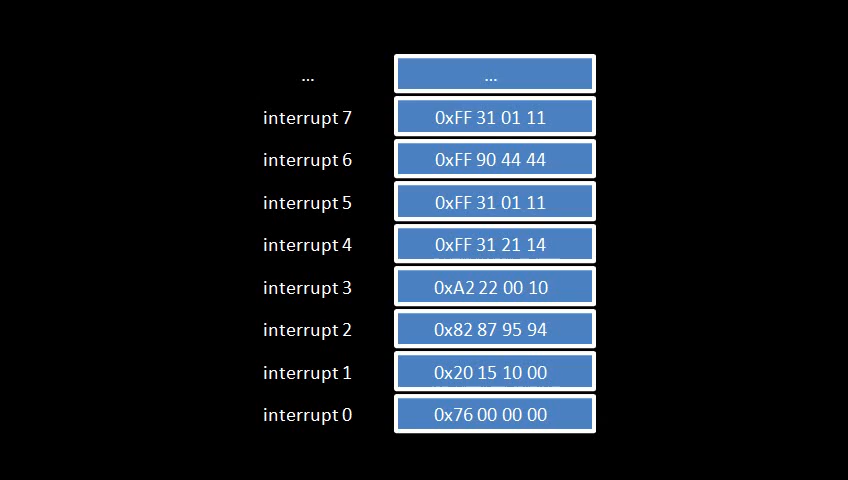 ... ...
interrupt 7 0xFF 31 01 11
interrupt 6 0xFF 90 44 44
interrupt 5 0xFF 31 01 11
interrupt 4 0xFF 31 21 14
interrupt 3 0xA2 22 00 10
interrupt 2 0x82 87 95 94
interrupt 1 0x20 15 10 00
interrupt 0 0x76 00 00 00